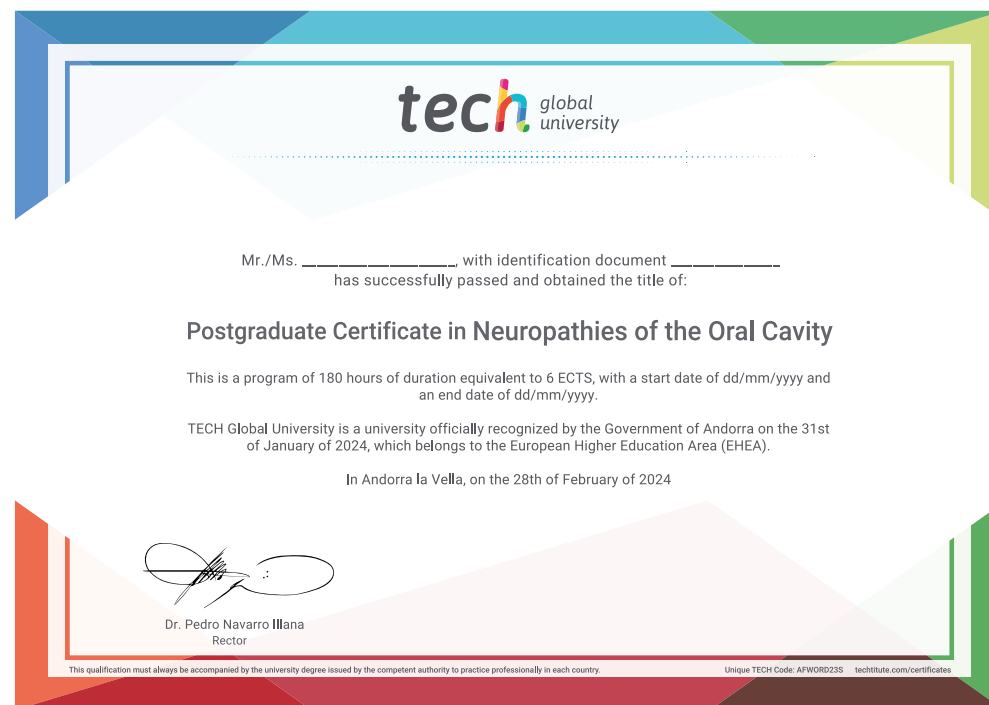 tech global university
Mr./Ms. ____________________, with identification document ______________
has successfully passed and obtained the title of:
Postgraduate Certificate in Neuropathies of the Oral Cavity
This is a program of 180 hours of duration equivalent to 6 ECTS, with a start date of dd/mm/yyyy and
an end date of dd/mm/yyyy.
TECH Global University is a university officially recognized by the Government of Andorra on the 31st
of January of 2024, which belongs to the European Higher Education Area (EHEA).
In Andorra la Vella, on the 28th of February of 2024
Dr. Pedro Navarro Illana
Rector
This qualification must always be accompanied by the university degree issued by the competent authority to practice professionally in each country.
Unique TECH Code: AFWORD23S techtitute.com/certificates